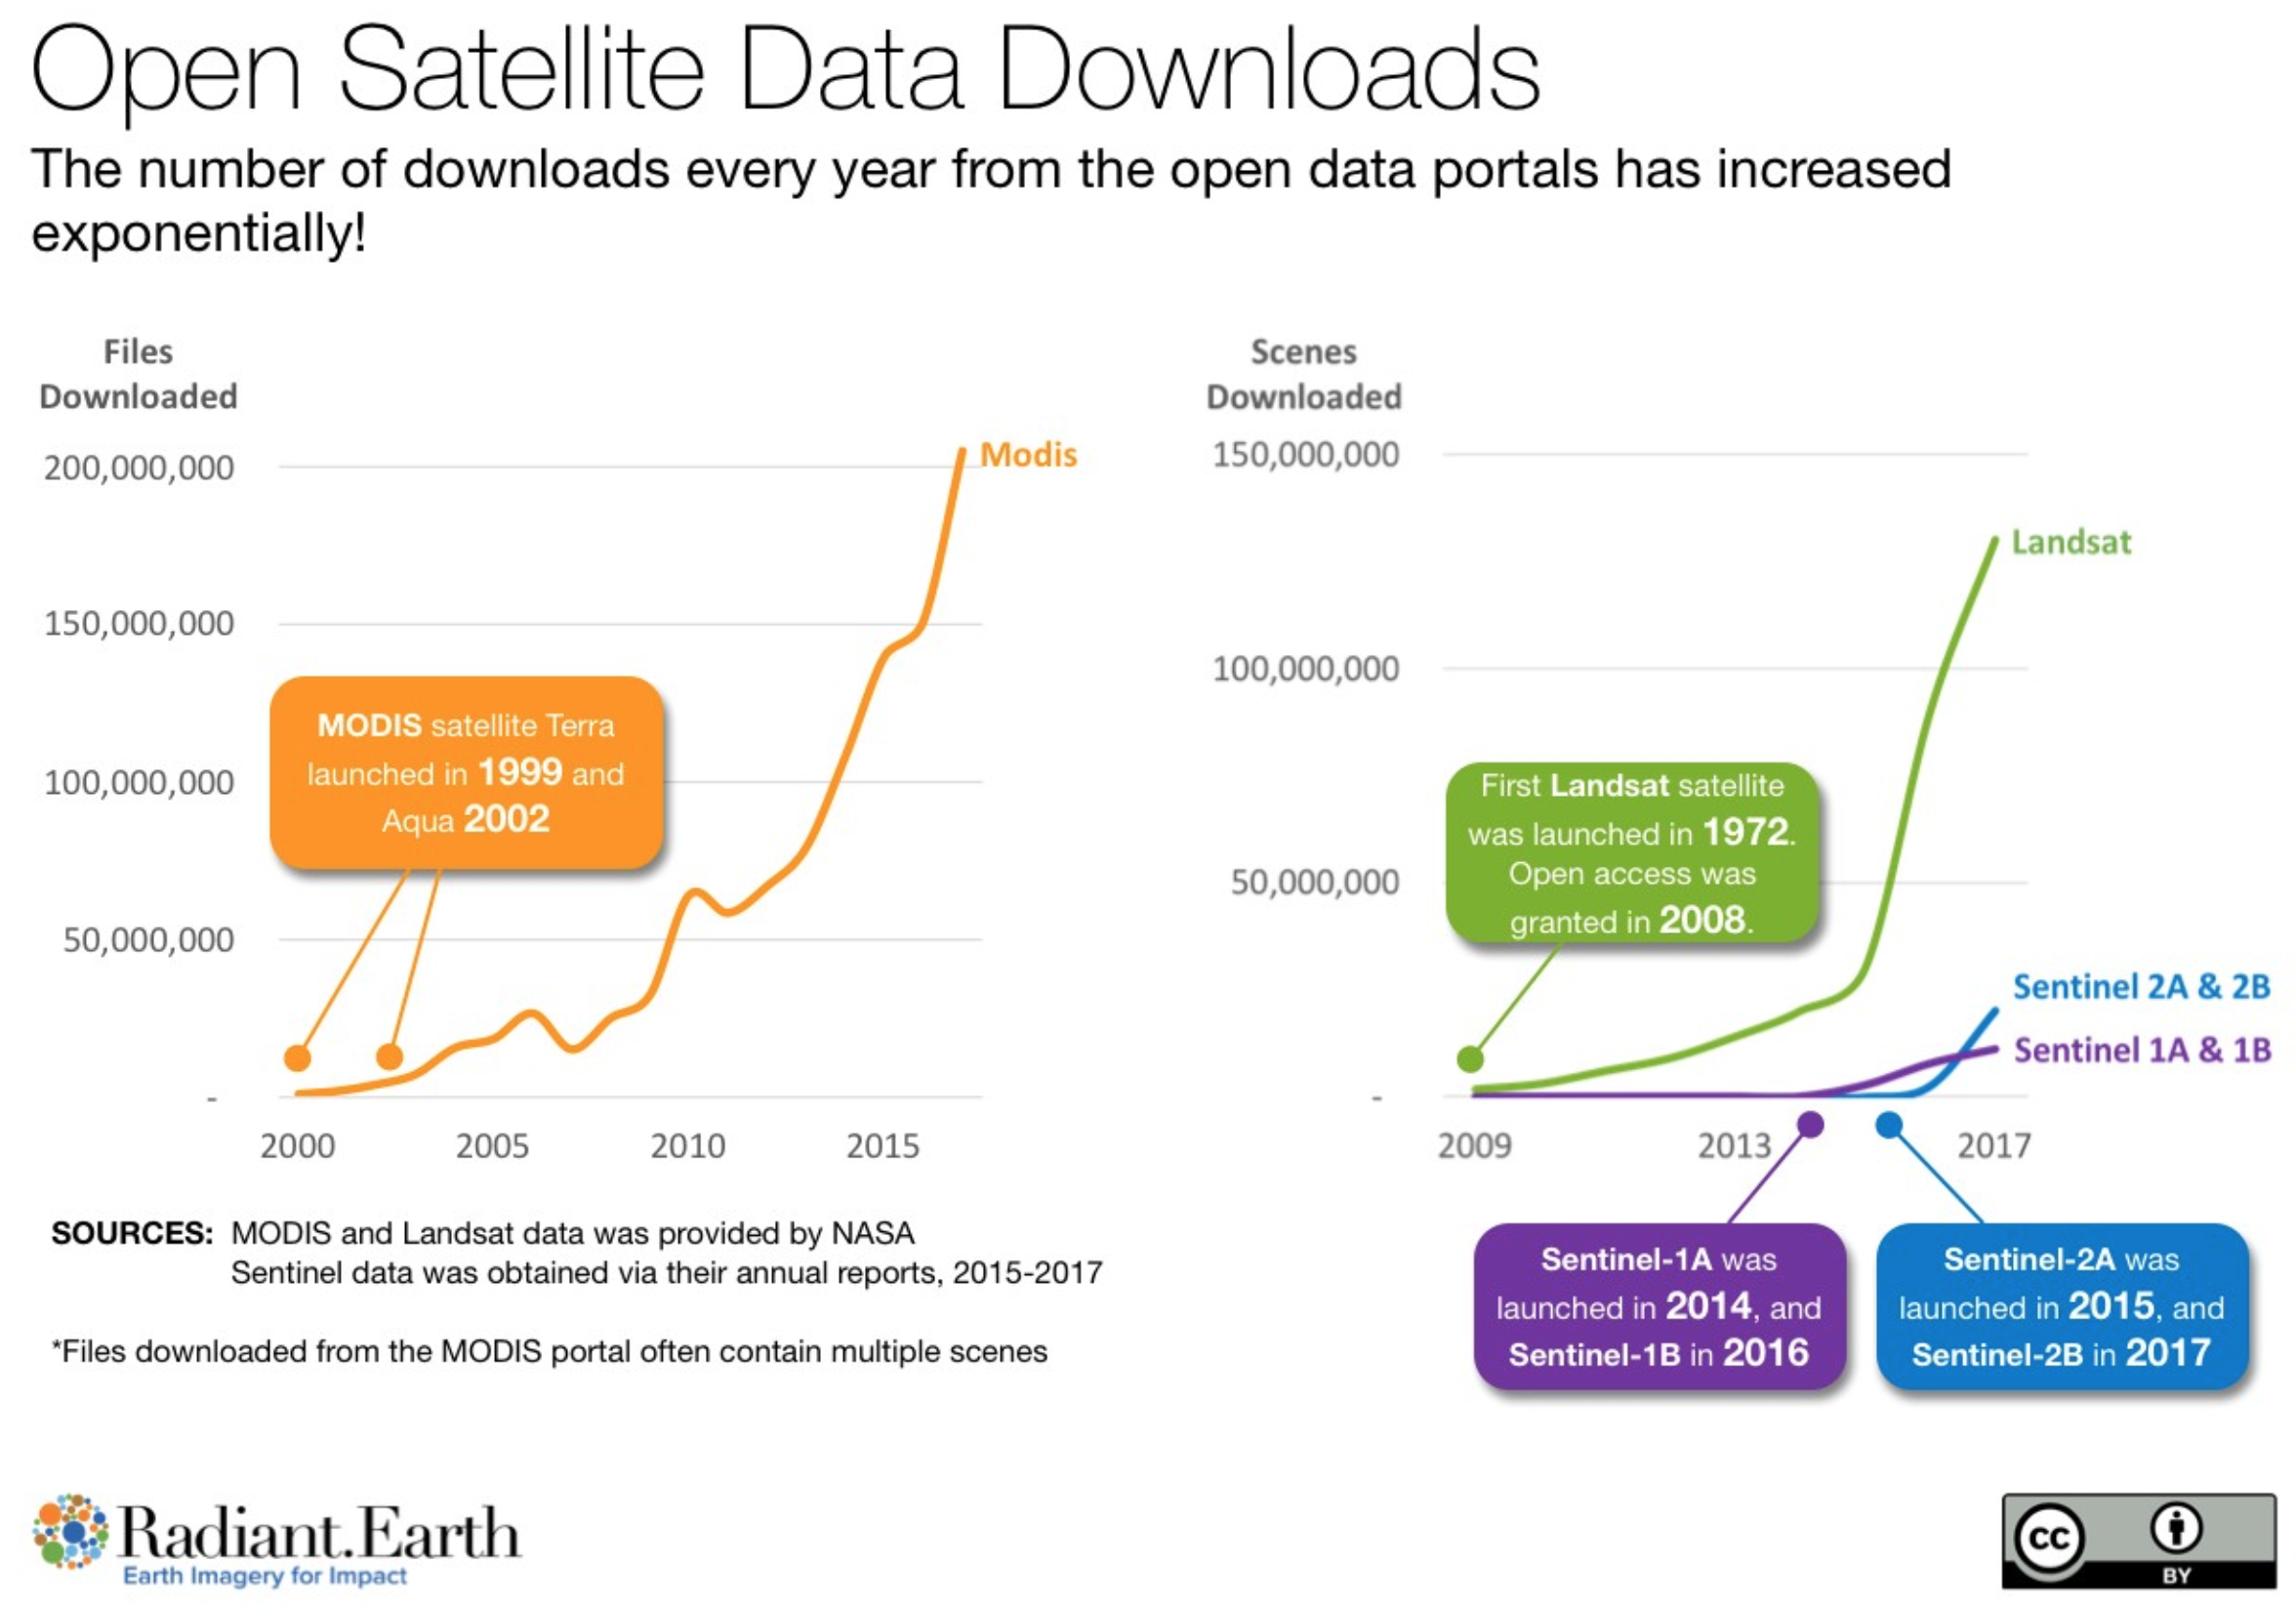 Open Satellite Data Downloads
The number of downloads every year from the open data portals has increased
exponentially!
Files
Downloaded
200,000,000
150,000,000
100,000,000
50,000,000
-
2000 2005 2010 2015
Modis
MODIS satellite Terra
launched in 1999 and
Aqua 2002
Scenes
Downloaded
150,000,000
100,000,000
50,000,000
-
2009 2013 2017
Landsat
Sentinel 2A & 2B
Sentinel 1A & 1B
First Landsat satellite
was launched in 1972.
Open access was
granted in 2008.
Sentinel-1A was
launched in 2014, and
Sentinel-1B in 2016
Sentinel-2A was
launched in 2015, and
Sentinel-2B in 2017
SOURCES: MODIS and Landsat data was provided by NASA
Sentinel data was obtained via their annual reports, 2015-2017
*Files downloaded from the MODIS portal often contain multiple scenes
Radiant.Earth
Earth Imagery for Impact
cc
BY